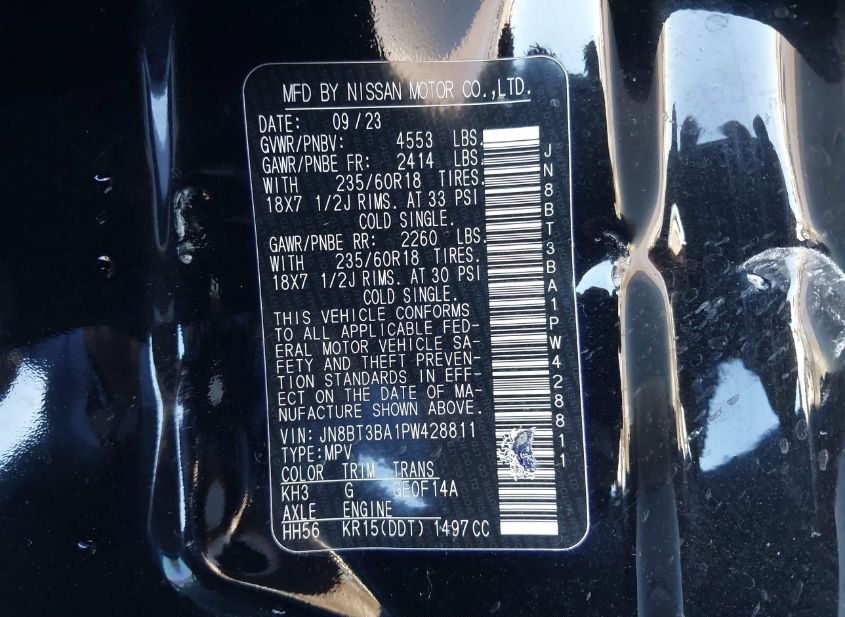 MFD BY NISSAN MOTOR CO.,LTD.
DATE: 09/23
GVWR/PNBV: 4553 LBS.
GAWR/PNBE FR: 2414 LBS.
WITH 235/60R18 TIRES.
18X7 1/2J RIMS. AT 33 PSI
COLD SINGLE.
GAWR/PNBE RR: 2260 LBS.
WITH 235/60R18 TIRES.
18X7 1/2J RIMS. AT 30 PSI
COLD SINGLE.
THIS VEHICLE CONFORMS
TO ALL APPLICABLE FED-
ERAL MOTOR VEHICLE SA-
FETY AND THEFT PREVEN-
TION STANDARDS IN EFF-
ECT ON THE DATE OF MA-
NUFACTURE SHOWN ABOVE.
VIN: JN8BT3BA1PW428811
TYPE:MPV
COLOR TRIM TRANS
KH3 G GEOF14A
AXLE ENGINE
HH56 KR15(DDT) 1497CC
JN8BT3BA1PW428811